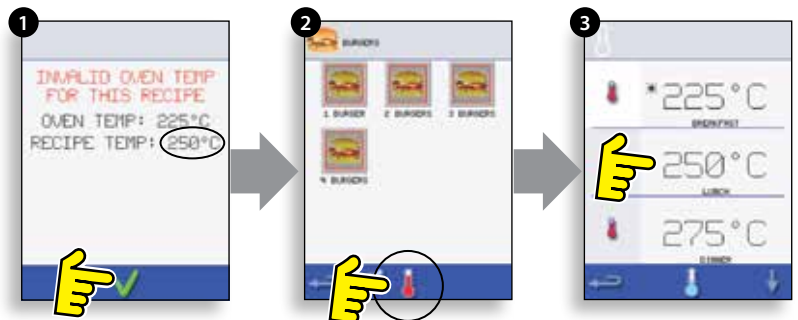 1
INVALID OVEN TEMP
FOR THIS RECIPE
OVEN TEMP: 225°C
RECIPE TEMP: 250°C
2
BURGERS
1 BURGER 2 BURGERS 3 BURGERS
4 BURGERS
3
*225°C
BREAKFAST
250°C
LUNCH
275°C
DINNER